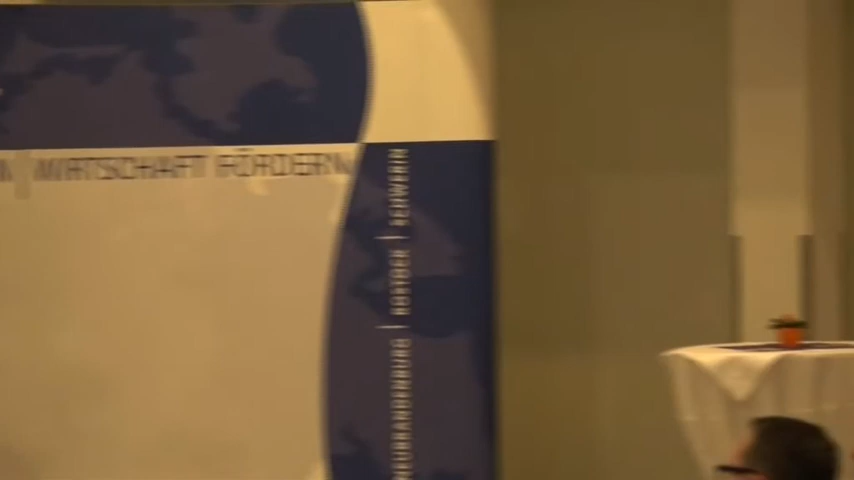 WIRTSCHAFT FÖRDERN
NEUBRANDENBURG | ROSTOCK | SCHWERIN